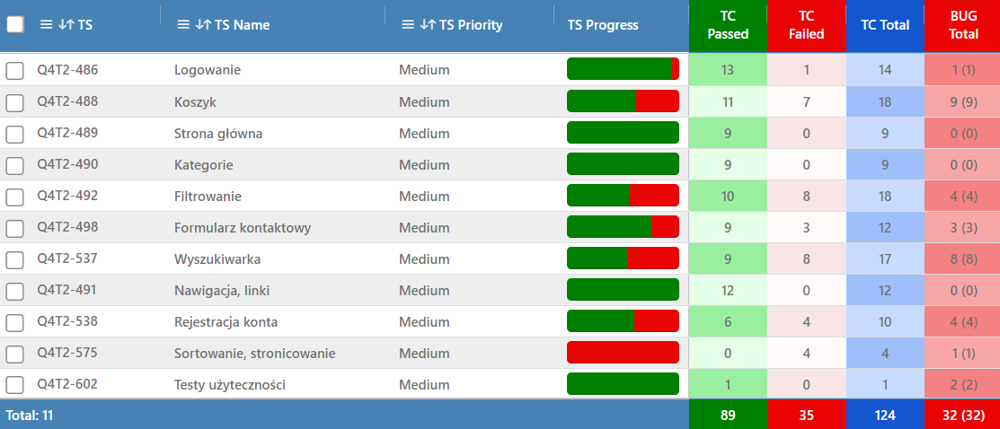 TS TS Name TS Priority TS Progress TC Passed TC Failed TC Total BUG Total
Q4T2-486 Logowanie Medium 13 1 14 1 (1)
Q4T2-488 Koszyk Medium 11 7 18 9 (9)
Q4T2-489 Strona główna Medium 9 0 9 0 (0)
Q4T2-490 Kategorie Medium 9 0 9 0 (0)
Q4T2-492 Filtrowanie Medium 10 8 18 4 (4)
Q4T2-498 Formularz kontaktowy Medium 9 3 12 3 (3)
Q4T2-537 Wyszukiwarka Medium 9 8 17 8 (8)
Q4T2-491 Nawigacja, linki Medium 12 0 12 0 (0)
Q4T2-538 Rejestracja konta Medium 6 4 10 4 (4)
Q4T2-575 Sortowanie, stronicowanie Medium 0 4 4 1 (1)
Q4T2-602 Testy użyteczności Medium 1 0 1 2 (2)
Total: 11 89 35 124 32 (32)